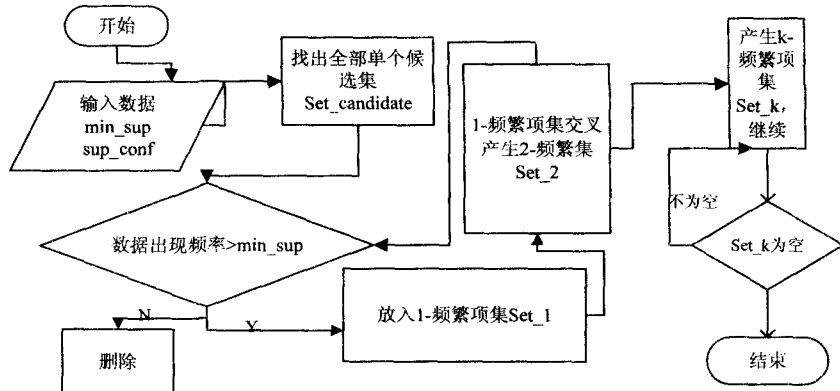 开始
输入数据
min_sup
sup_conf
找出全部单个候
选集
Set_candidate
数据出现频率>min_sup
N
Y
删除
放入1-频繁项集Set_1
1-频繁项集交叉
产生2-频繁集
Set_2
产生k-
频繁项
集
Set_k，
继续
不为空
Set_k为空
结束